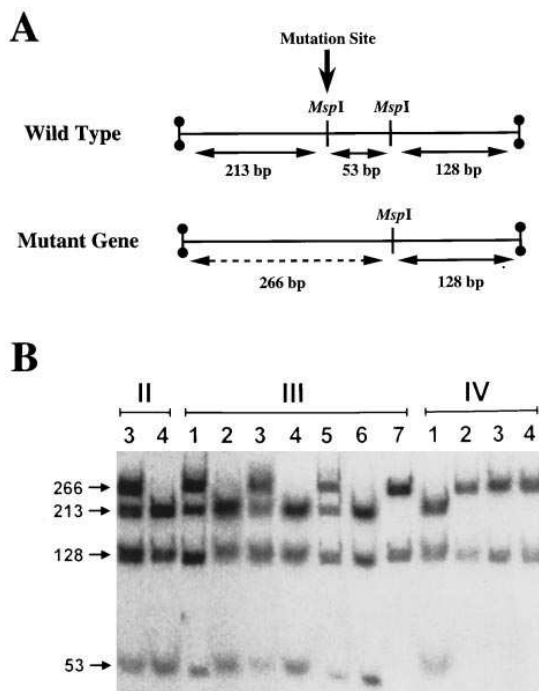 A
Mutation Site
MspI MspI
Wild Type
213 bp 53 bp 128 bp
MspI
Mutant Gene
266 bp 128 bp
B
II III IV
3 4 1 2 3 4 5 6 7 1 2 3 4
266
213
128
53